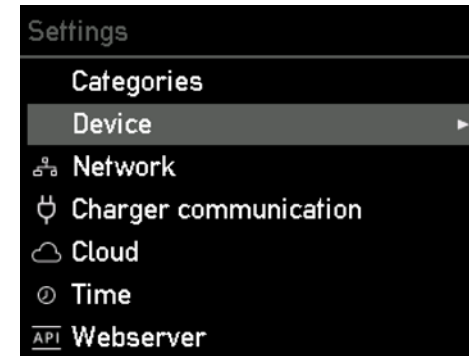 Settings
Categories
Device
Network
Charger communication
Cloud
Time
API Webserver